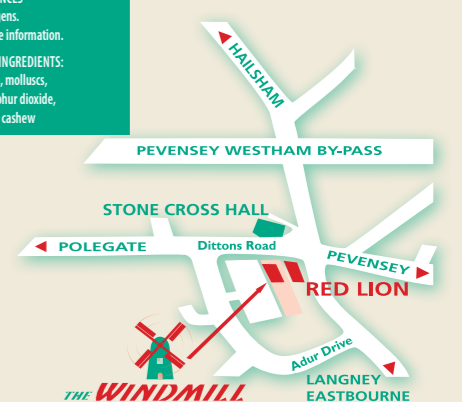 gens.
e information.
INGREDIENTS:
, molluscs,
phur dioxide,
cashew
HAILSHAM
PEVENSEY WESTHAM BY-PASS
STONE CROSS HALL
POLEGATE
Dittons Road
PEVENSEY
RED LION
Adur Drive
THE WINDMILL
LANGNEY
EASTBOURNE